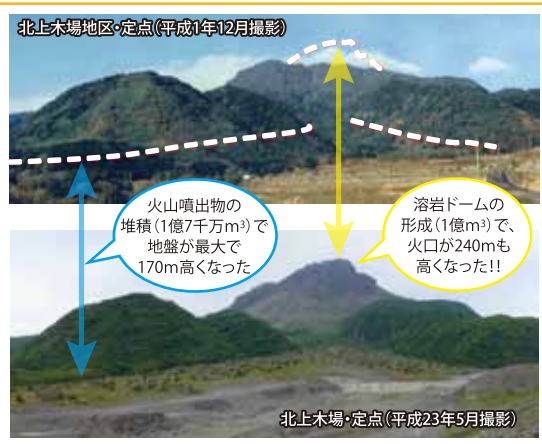 北上木場地区・定点(平成1年12月撮影)
火山噴出物の
堆積(1億7千万m³)で
地盤が最大で
170m高くなった
溶岩ドームの
形成(1億m³)で、
火口が240mも
高くなった!!
北上木場・定点(平成23年5月撮影)